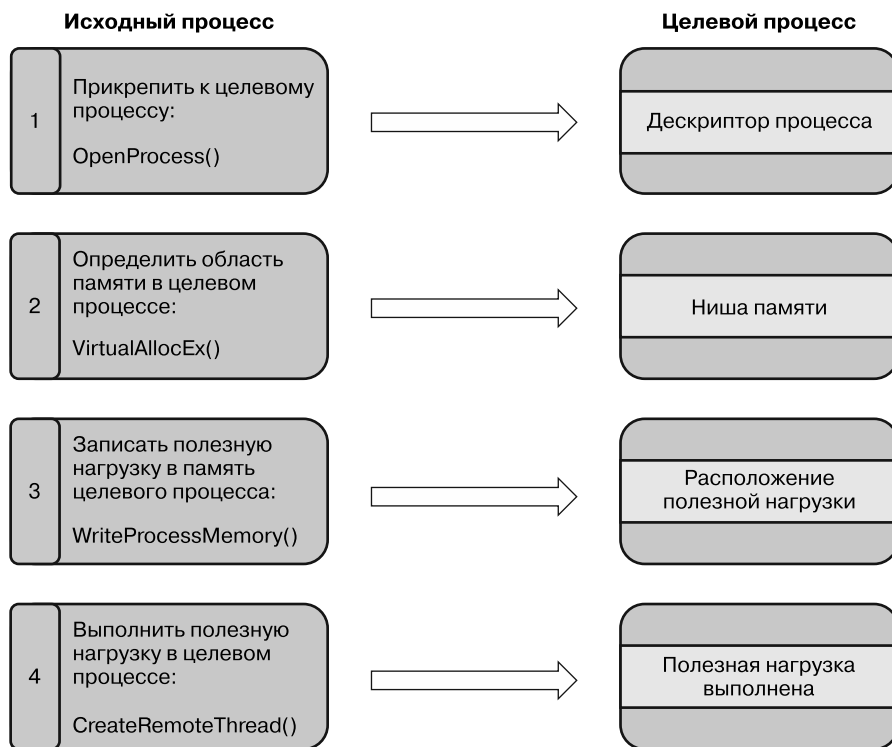 Исходный процесс
Целевой процесс
1
Прикрепить к целевому
процессу:
OpenProcess()
Дескриптор процесса
2
Определить область
памяти в целевом
процессе:
VirtualAllocEx()
Ниша памяти
3
Записать полезную
нагрузку в память
целевого процесса:
WriteProcessMemory()
Расположение
полезной нагрузки
4
Выполнить полезную
нагрузку в целевом
процессе:
CreateRemoteThread()
Полезная нагрузка
выполнена